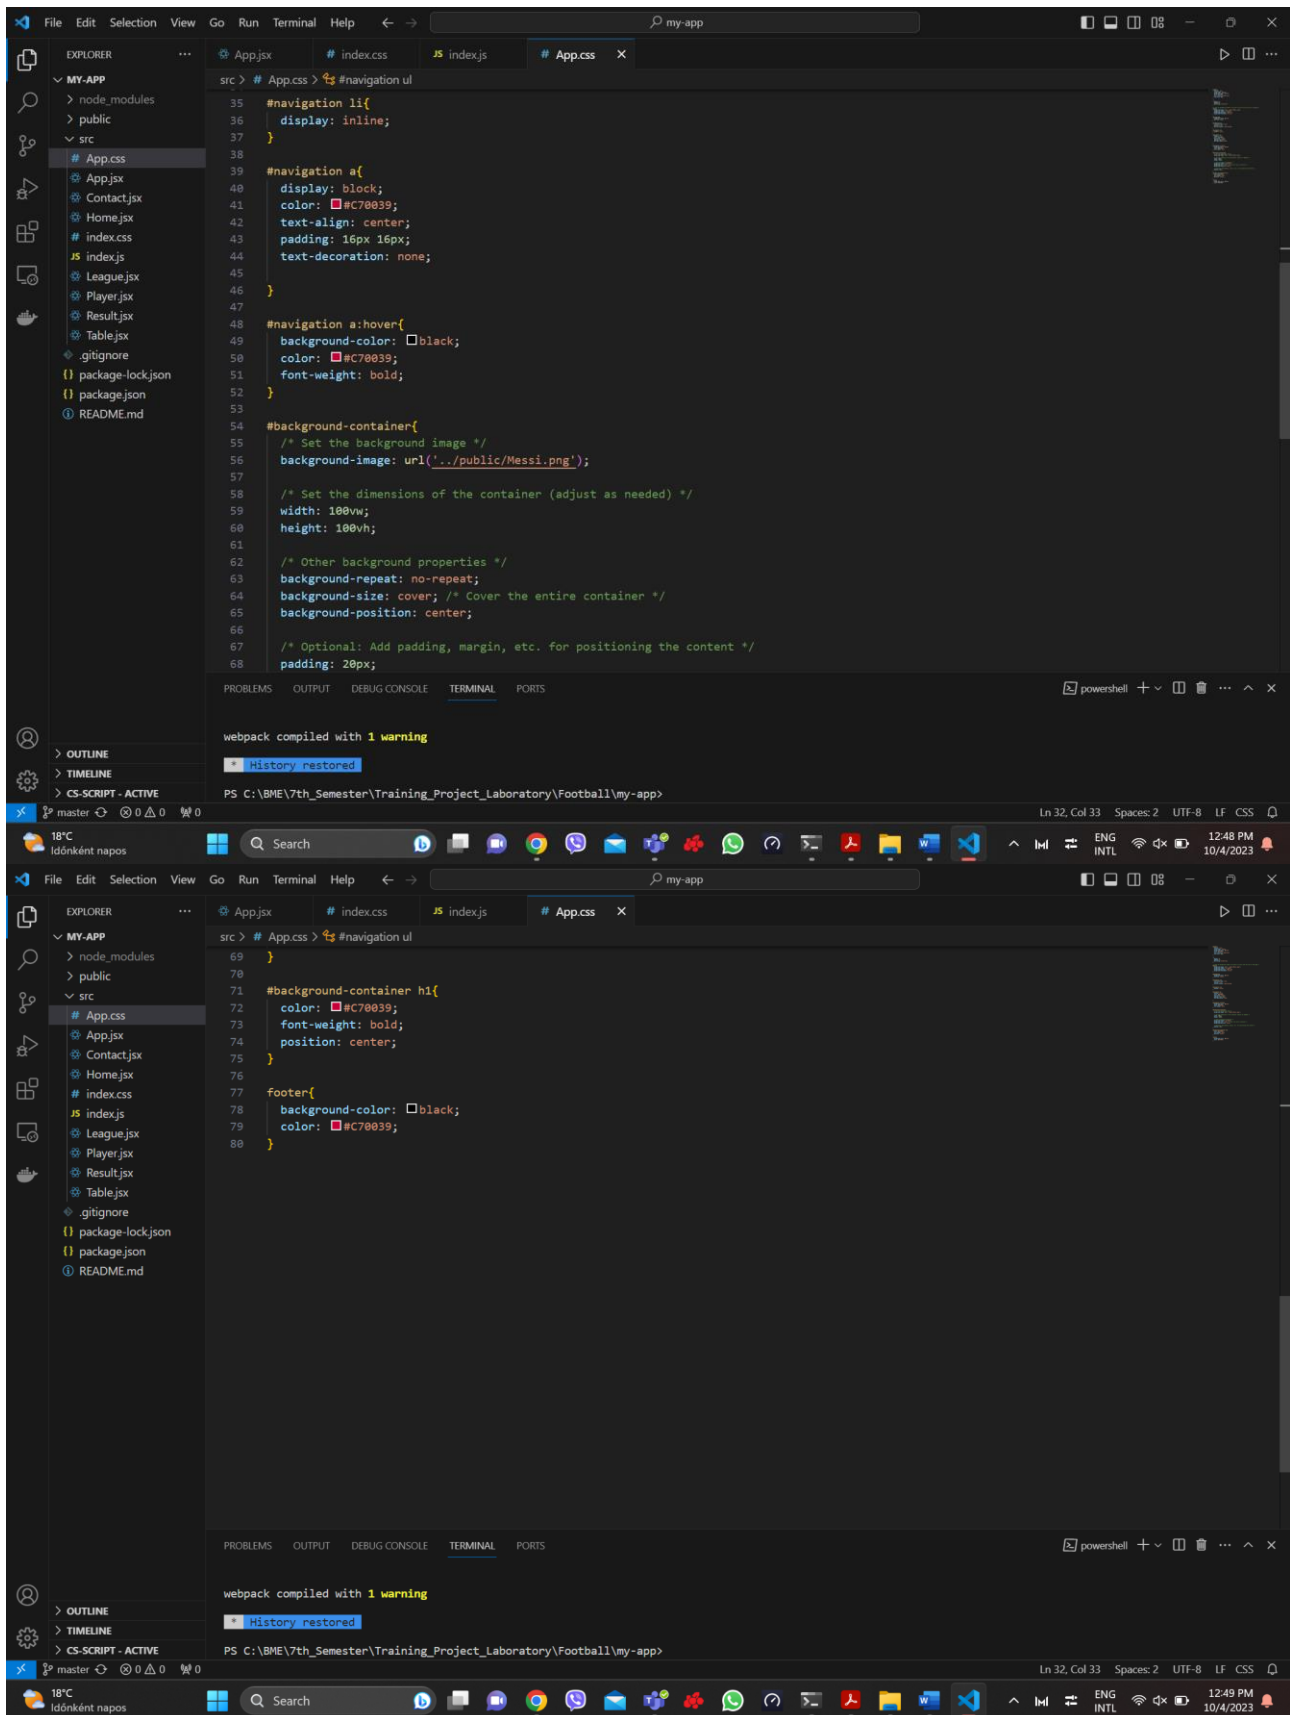 File Edit Selection View Go Run Terminal Help my-app
EXPLORER
App.jsx # index.css JS index.js # App.css
MY-APP
src > # App.css > #navigation ul
> node_modules
> public
src
# App.css
App.jsx
Contact.jsx
Home.jsx
# index.css
JS index.js
League.jsx
Player.jsx
Result.jsx
Table.jsx
.gitignore
{} package-lock.json
{} package.json
README.md
35 #navigation li{
36 display: inline;
37 }
38
39 #navigation a{
40 display: block;
41 color: #C70039;
42 text-align: center;
43 padding: 16px 16px;
44 text-decoration: none;
45
46 }
47
48 #navigation a:hover{
49 background-color: black;
50 color: #C70039;
51 font-weight: bold;
52 }
53
54 #background-container{
55 /* Set the background image */
56 background-image: url('../public/Messi.png');
57
58 /* Set the dimensions of the container (adjust as needed) */
59 width: 100vw;
60 height: 100vh;
61
62 /* Other background properties */
63 background-repeat: no-repeat;
64 background-size: cover; /* Cover the entire container */
65 background-position: center;
66
67 /* Optional: Add padding, margin, etc. for positioning the content */
68 padding: 20px;
PROBLEMS OUTPUT DEBUG CONSOLE TERMINAL PORTS powershell
webpack compiled with 1 warning
* History restored
PS C:\BME\7th_Semester\Training_Project_Laboratory\Football\my-app>
> OUTLINE
> TIMELINE
> CS-SCRIPT - ACTIVE
master 0 0 0 Ln 32, Col 33 Spaces: 2 UTF-8 LF CSS
18°C
Időnként napos
Search
ENG
INTL
12:48 PM
10/4/2023
File Edit Selection View Go Run Terminal Help my-app
EXPLORER
App.jsx # index.css JS index.js # App.css
MY-APP
src > # App.css > #navigation ul
> node_modules
> public
src
# App.css
App.jsx
Contact.jsx
Home.jsx
# index.css
JS index.js
League.jsx
Player.jsx
Result.jsx
Table.jsx
.gitignore
{} package-lock.json
{} package.json
README.md
69 }
70
71 #background-container h1{
72 color: #C70039;
73 font-weight: bold;
74 position: center;
75 }
76
77 footer{
78 background-color: black;
79 color: #C70039;
80 }
PROBLEMS OUTPUT DEBUG CONSOLE TERMINAL PORTS powershell
webpack compiled with 1 warning
* History restored
PS C:\BME\7th_Semester\Training_Project_Laboratory\Football\my-app>
> OUTLINE
> TIMELINE
> CS-SCRIPT - ACTIVE
master 0 0 0 Ln 32, Col 33 Spaces: 2 UTF-8 LF CSS
18°C
Időnként napos
Search
ENG
INTL
12:49 PM
10/4/2023